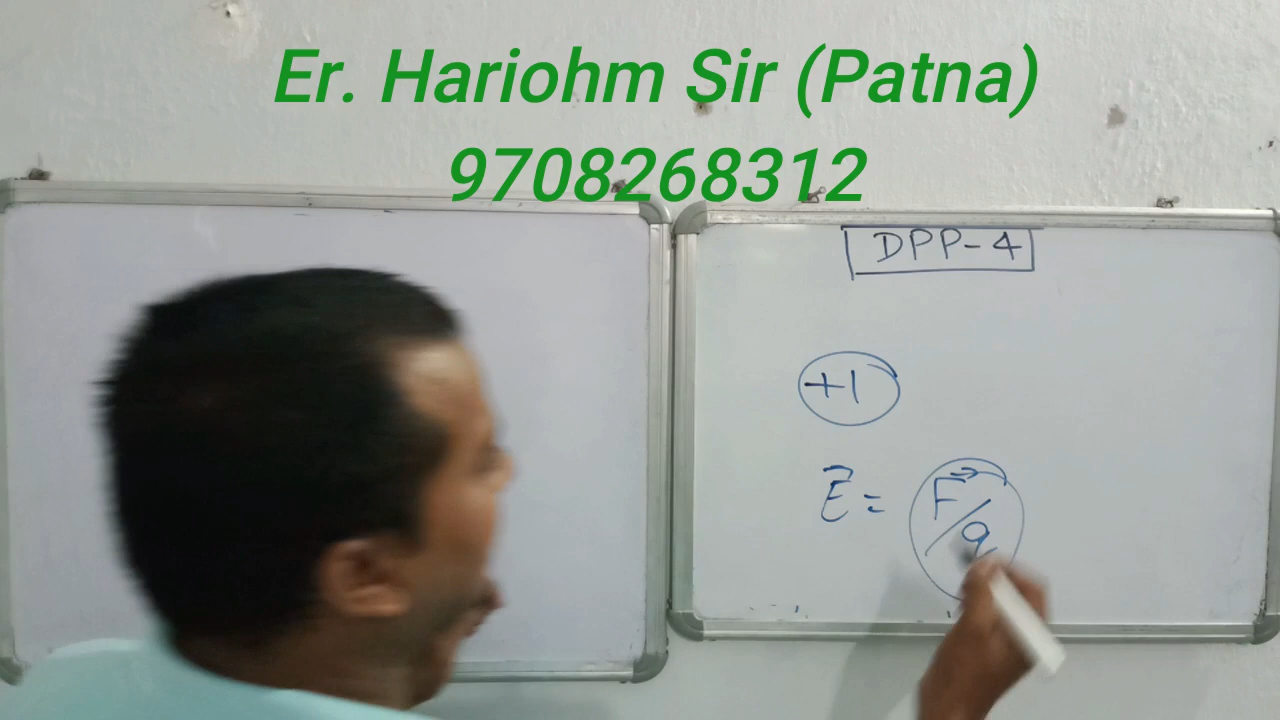 Er. Hariohm Sir (Patna)
9708268312
DPP-4
+1
E⃗ = F⃗/q